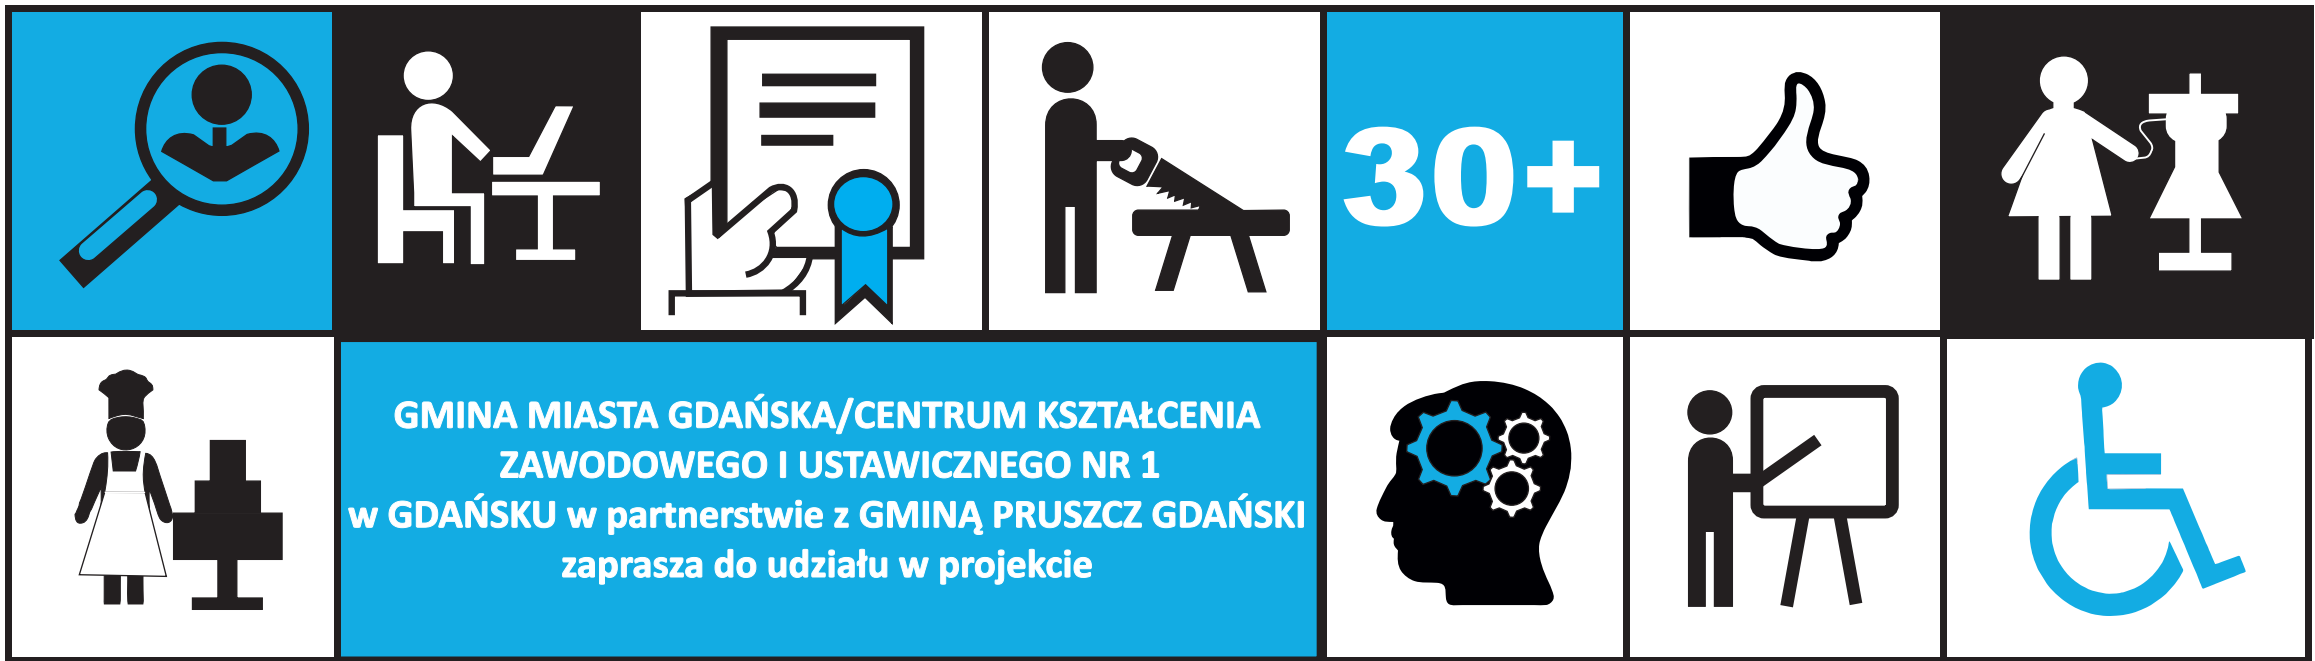 30+
GMINA MIASTA GDAŃSKA/CENTRUM KSZTAŁCENIA
ZAWODOWEGO I USTAWICZNEGO NR 1
w GDAŃSKU w partnerstwie z GMINĄ PRUSZCZ GDAŃSKI
zaprasza do udziału w projekcie